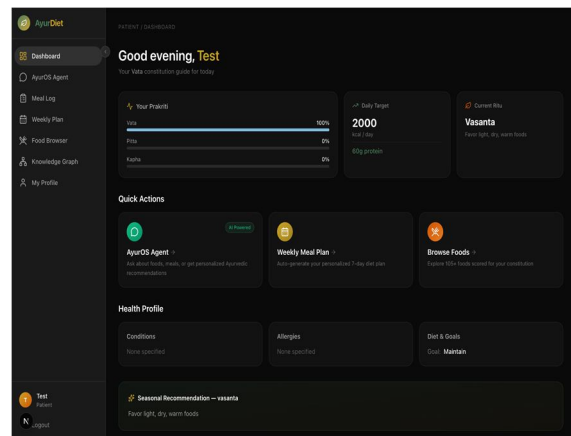 AyurDiet
Dashboard
AyurOS Agent
Meal Log
Weekly Plan
Food Browser
Knowledge Graph
My Profile
T
Test
Patient
N
Logout
PATIENT / DASHBOARD
Good evening, Test
Your Vata constitution guide for today
Your Prakriti
Vata 100%
Pitta 0%
Kapha 0%
Daily Target
2000
kcal / day
60g protein
Current Ritu
Vasanta
Favor light, dry, warm foods
Quick Actions
AI Powered
AyurOS Agent →
Ask about foods, meals, or get personalized Ayurvedic
recommendations
Weekly Meal Plan →
Auto-generate your personalized 7-day diet plan
Browse Foods →
Explore 105+ foods scored for your constitution
Health Profile
Conditions
None specified
Allergies
None specified
Diet & Goals
Goal: Maintain
Seasonal Recommendation — vasanta
Favor light, dry, warm foods